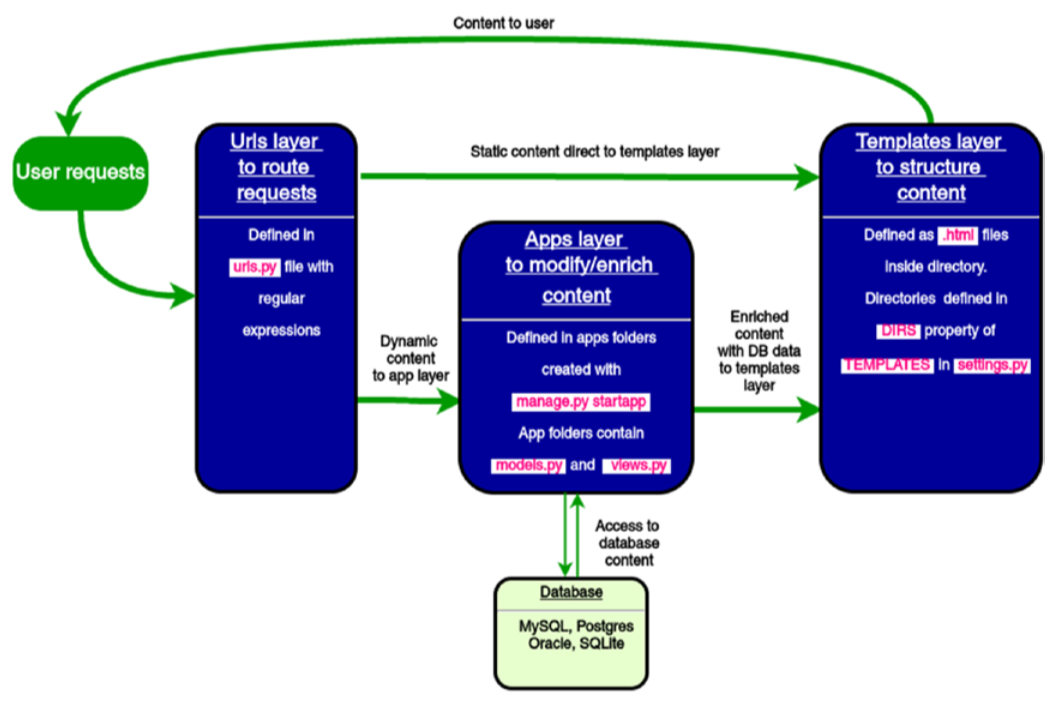 Content to user
User requests
Urls layer
to route
requests
Defined in
urls.py file with
regular
expressions
Static content direct to templates layer
Dynamic
content
to app layer
Apps layer
to modify/enrich
content
Defined in apps folders
created with
manage.py startapp
App folders contain
models.py and views.py
Enriched
content
with DB data
to templates
layer
Templates layer
to structure
content
Defined as .html files
inside directory.
Directories defined in
DIRS property of
TEMPLATES in settings.py
Access to
database
content
Database
MySQL, Postgres
Oracle, SQLite